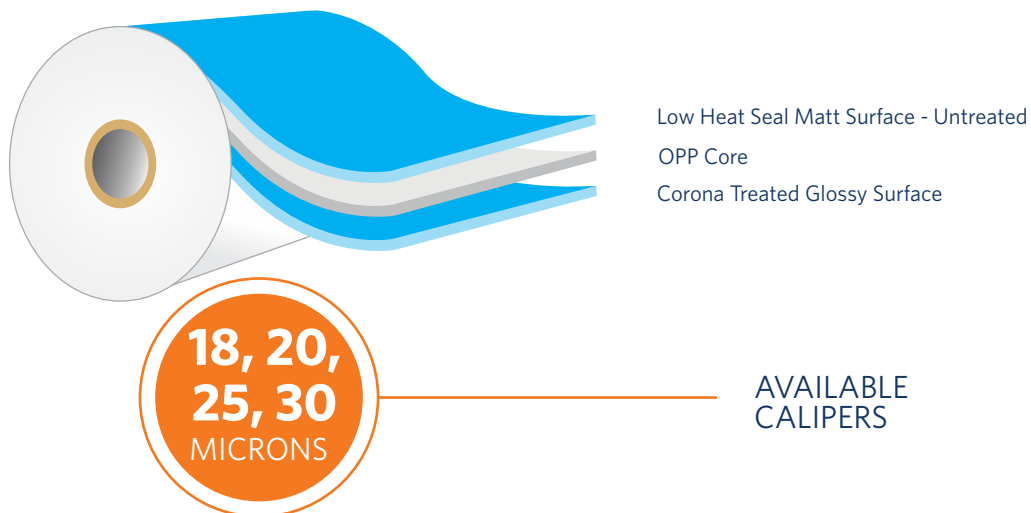 Low Heat Seal Matt Surface - Untreated
OPP Core
Corona Treated Glossy Surface
18, 20,
25, 30
MICRONS
AVAILABLE
CALIPERS